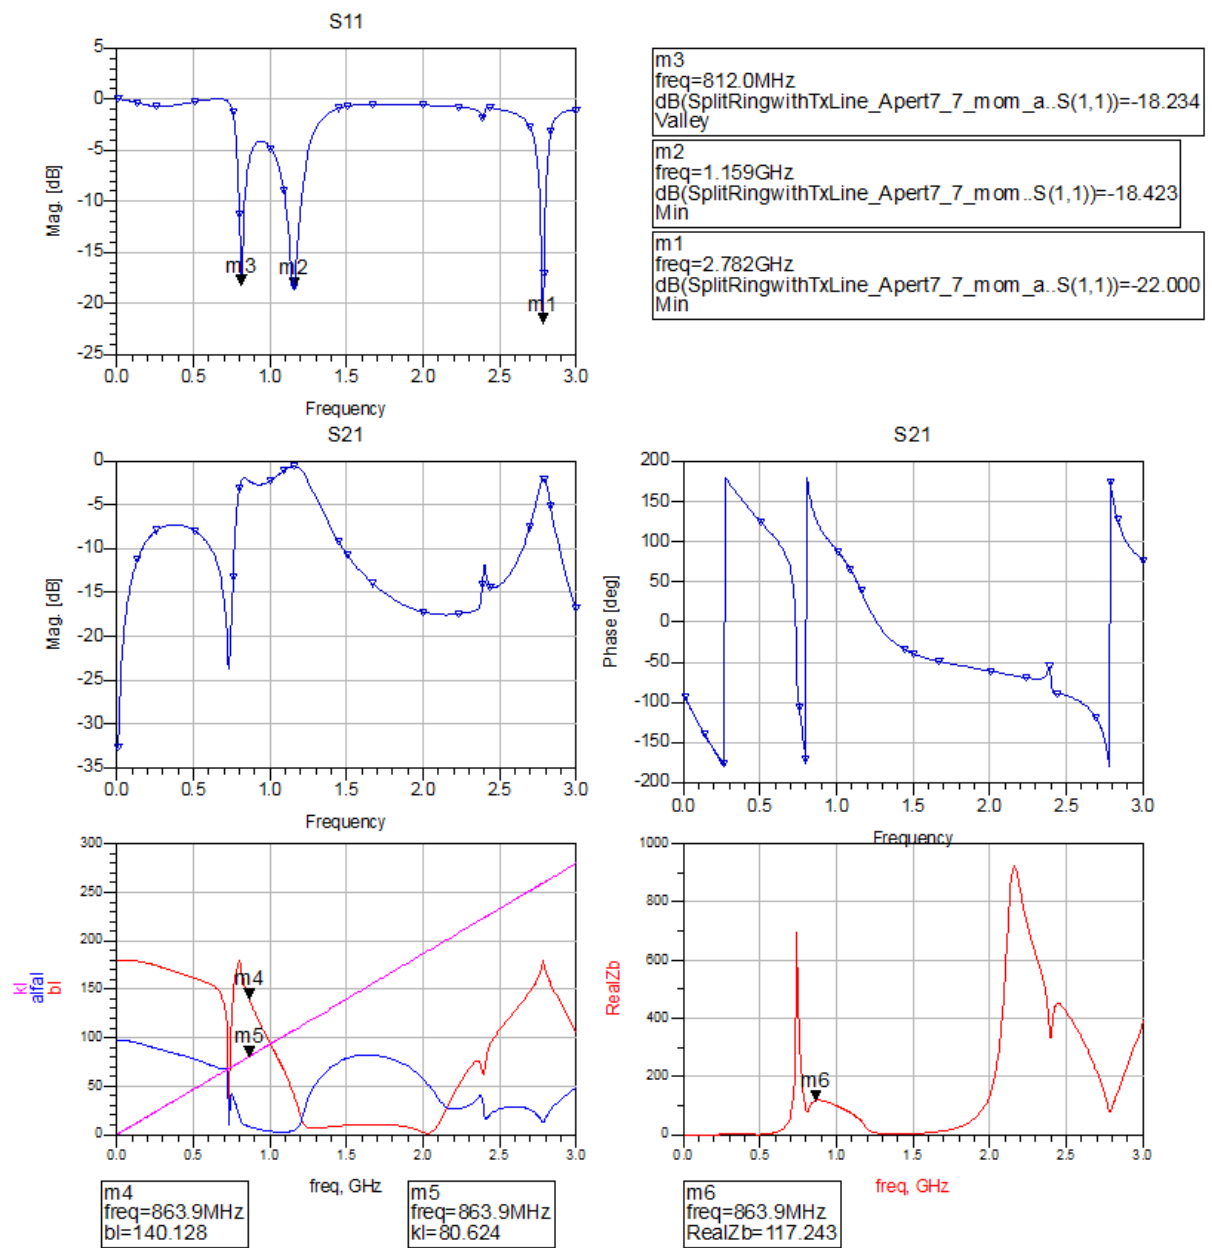 S11
5
0
-5
-10
-15
-20
-25
Mag. [dB]
m3
m2
m1
0.0 0.5 1.0 1.5 2.0 2.5 3.0
Frequency
m3
freq=812.0MHz
dB(SplitRingwithTxLine_Apert7_7_mom_a..S(1,1))=-18.234
Valley
m2
freq=1.159GHz
dB(SplitRingwithTxLine_Apert7_7_mom..S(1,1))=-18.423
Min
m1
freq=2.782GHz
dB(SplitRingwithTxLine_Apert7_7_mom_a..S(1,1))=-22.000
Min
S21
0
-5
-10
-15
-20
-25
-30
-35
Mag. [dB]
0.0 0.5 1.0 1.5 2.0 2.5 3.0
Frequency
S21
200
150
100
50
0
-50
-100
-150
-200
Phase [deg]
0.0 0.5 1.0 1.5 2.0 2.5 3.0
Frequency
300
250
200
150
100
50
0
kl
alfal
bl
m4
m5
0.0 0.5 1.0 1.5 2.0 2.5 3.0
freq, GHz
m4
freq=863.9MHz
bl=140.128
m5
freq=863.9MHz
kl=80.624
1000
800
600
400
200
0
RealZb
m6
0.0 0.5 1.0 1.5 2.0 2.5 3.0
freq, GHz
m6
freq=863.9MHz
RealZb=117.243